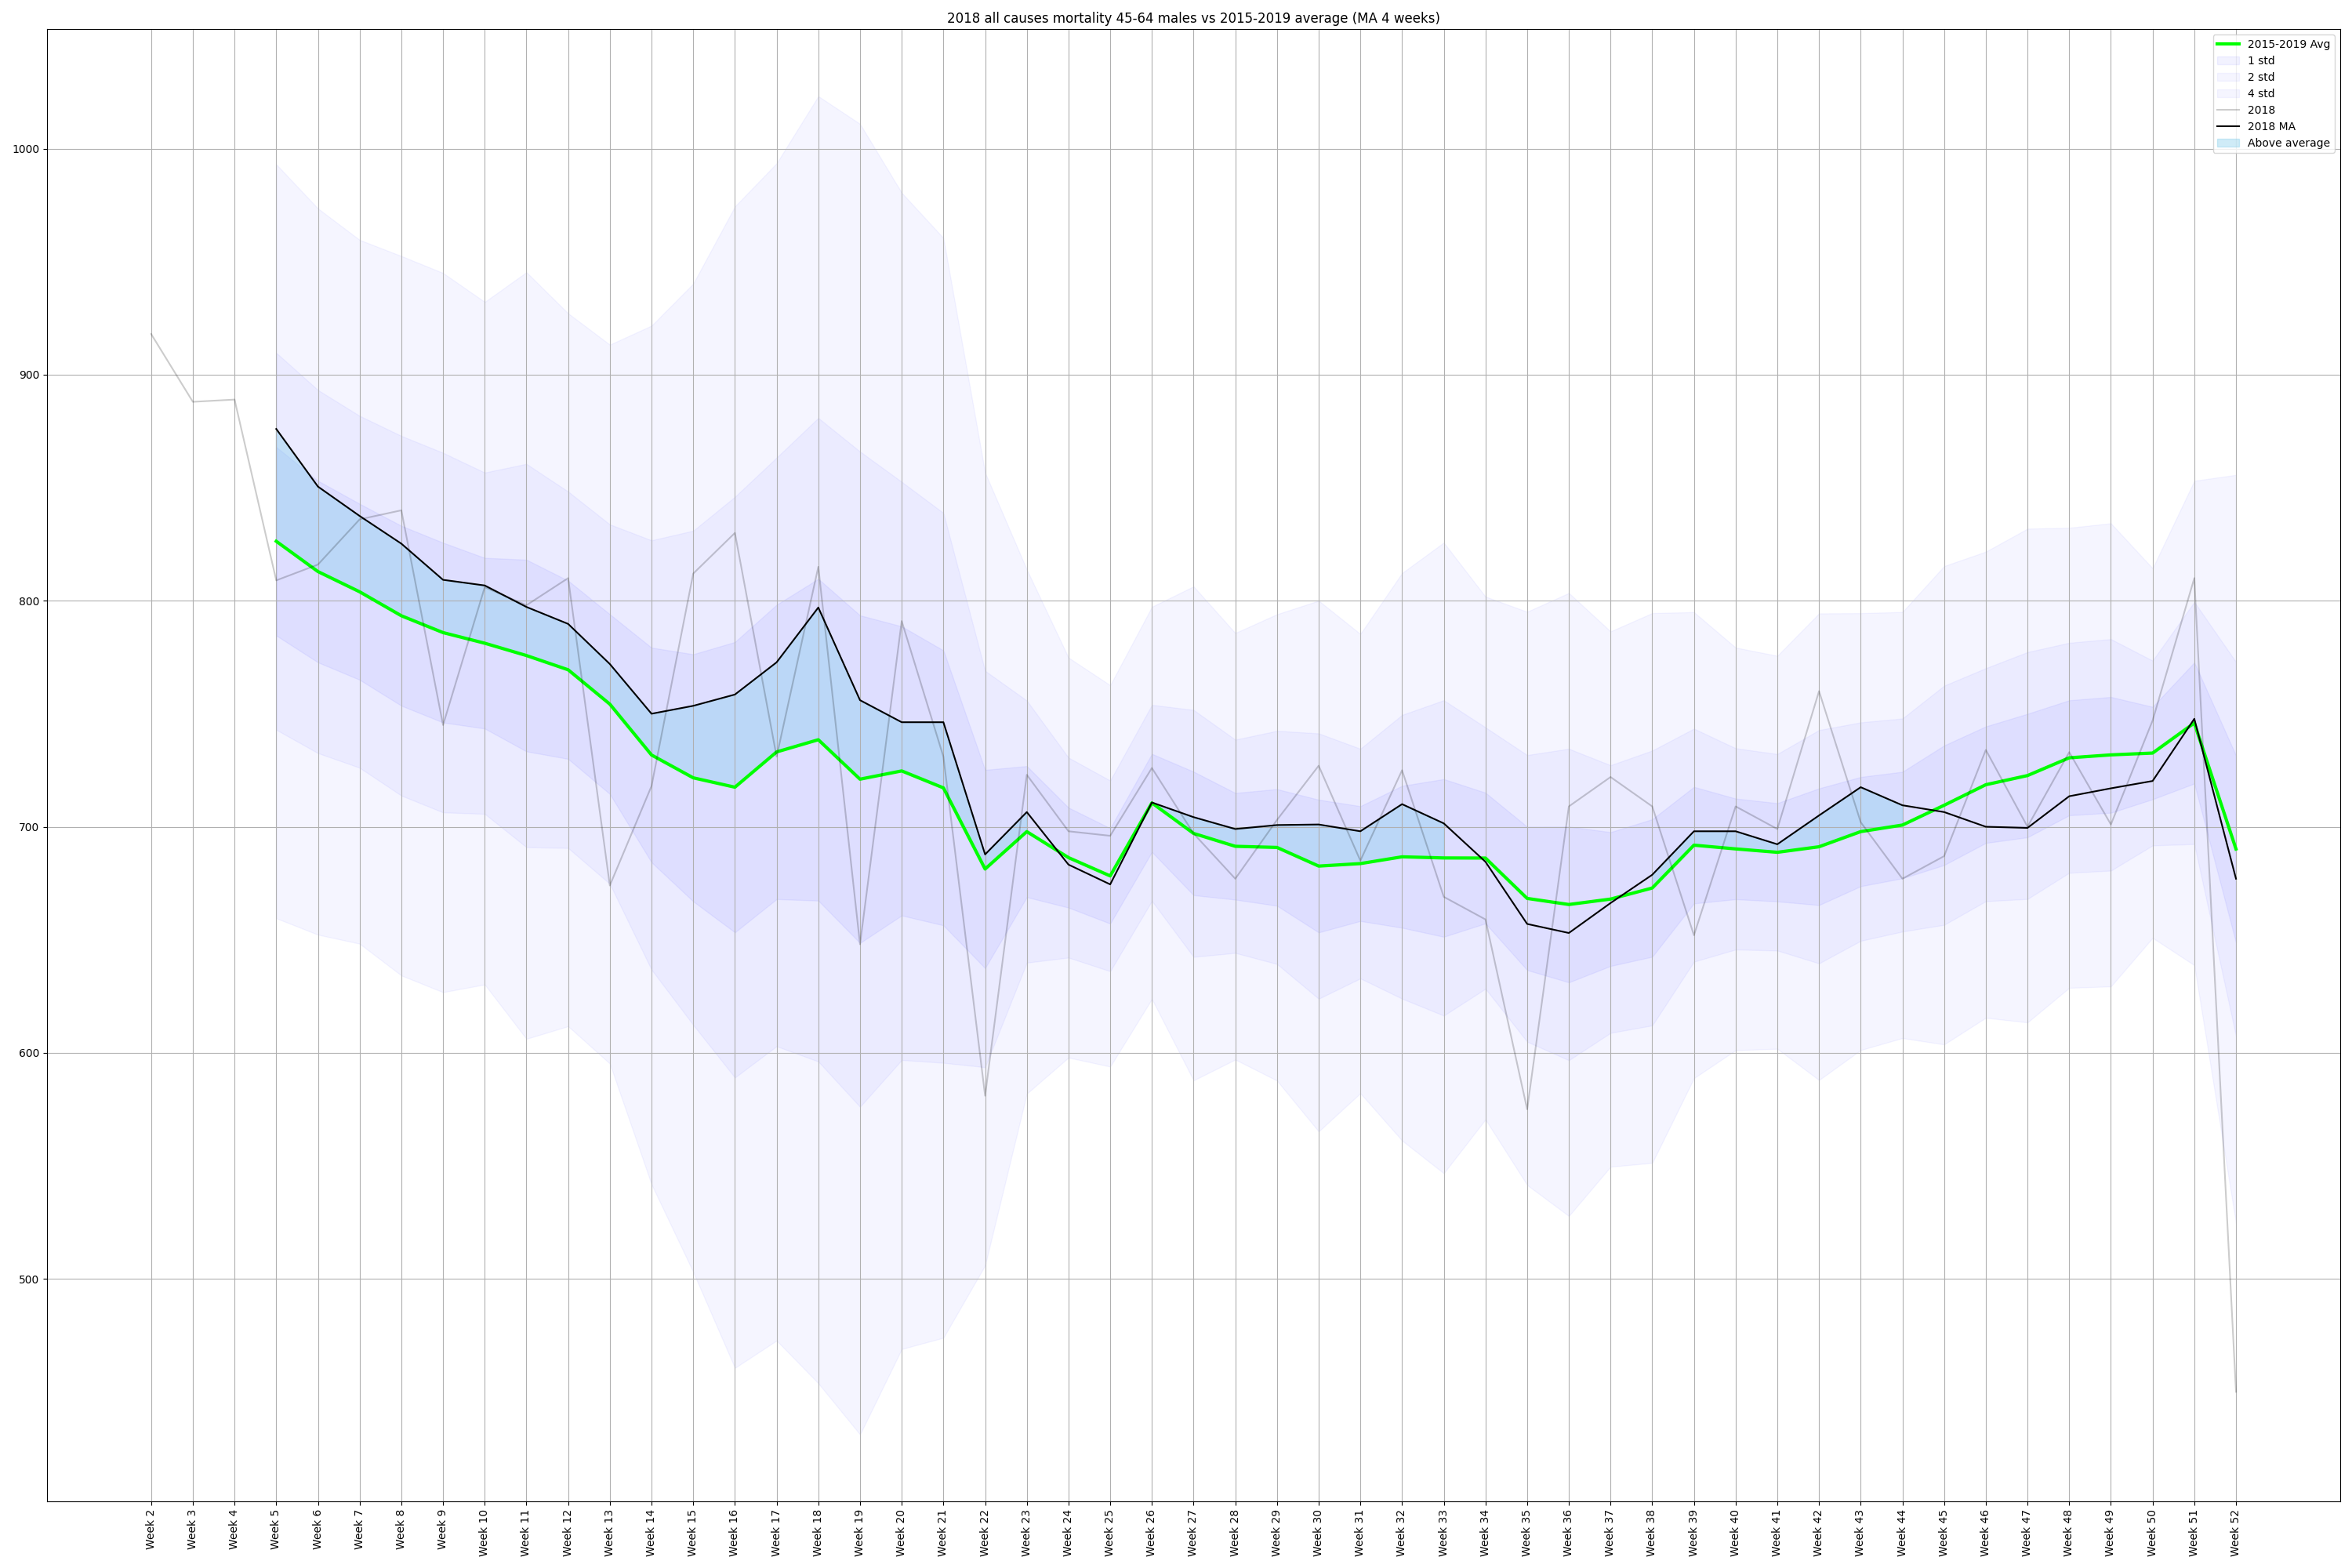 2018 all causes mortality 45-64 males vs 2015-2019 average (MA 4 weeks)
2015-2019 Avg
1 std
2 std
4 std
2018
2018 MA
Above average
1000
900
800
700
600
500
Week 2
Week 3
Week 4
Week 5
Week 6
Week 7
Week 8
Week 9
Week 10
Week 11
Week 12
Week 13
Week 14
Week 15
Week 16
Week 17
Week 18
Week 19
Week 20
Week 21
Week 22
Week 23
Week 24
Week 25
Week 26
Week 27
Week 28
Week 29
Week 30
Week 31
Week 32
Week 33
Week 34
Week 35
Week 36
Week 37
Week 38
Week 39
Week 40
Week 41
Week 42
Week 43
Week 44
Week 45
Week 46
Week 47
Week 48
Week 49
Week 50
Week 51
Week 52